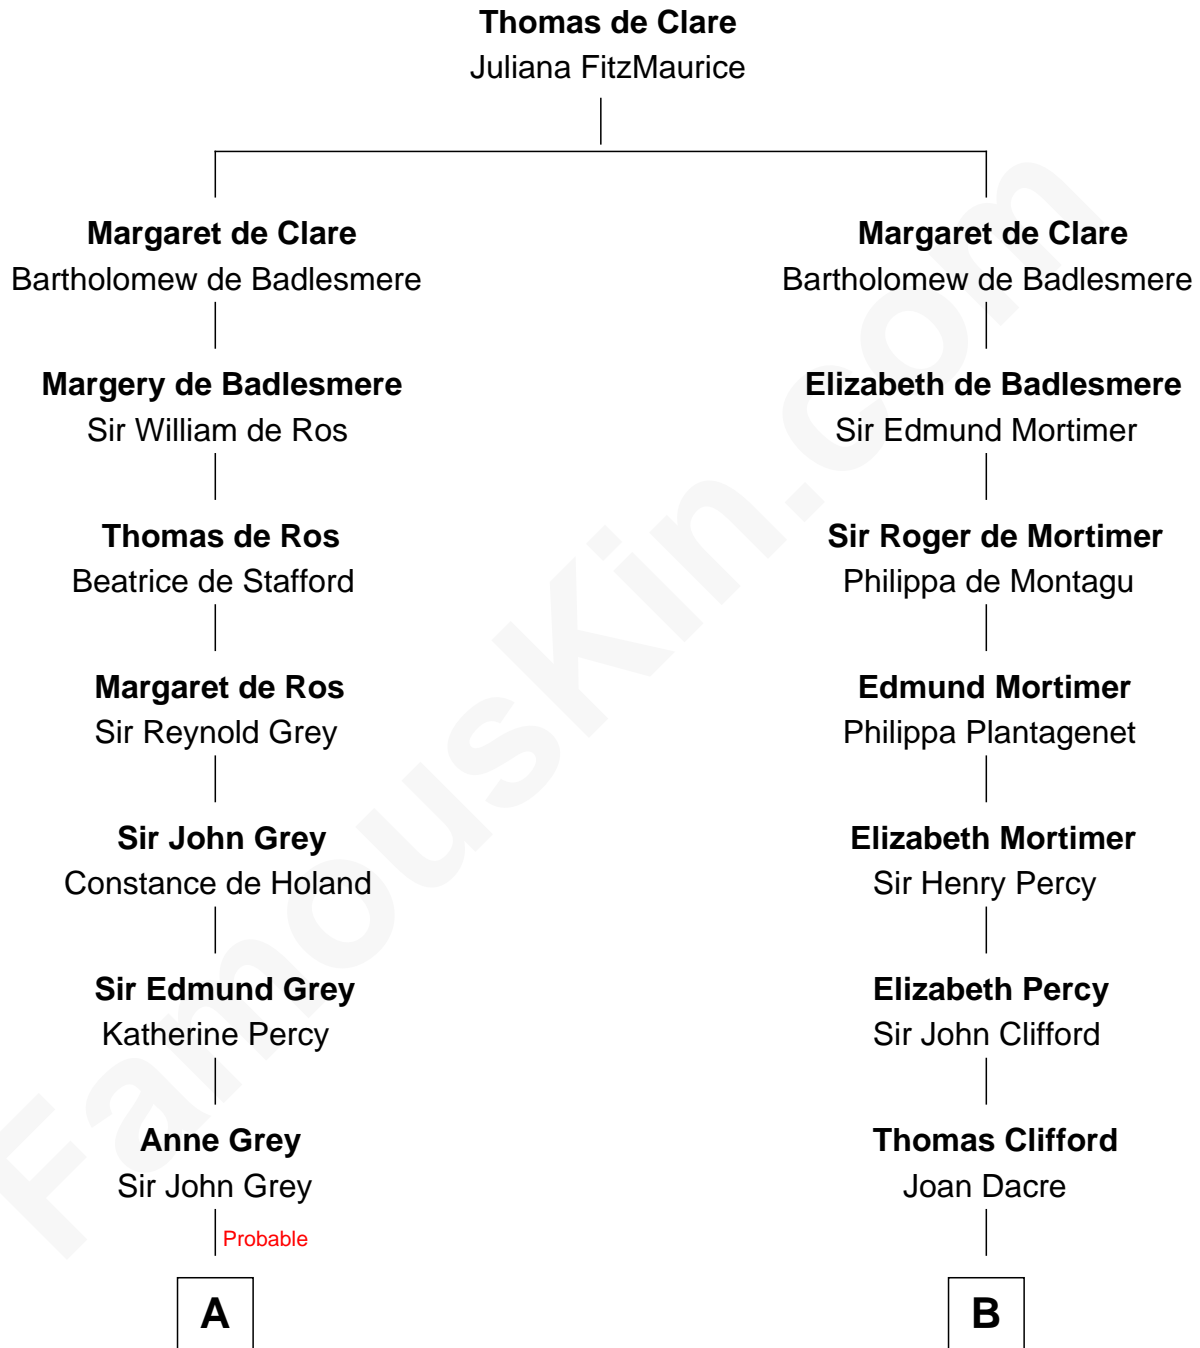 Thomas de Clare
Juliana FitzMaurice
Margaret de Clare
Bartholomew de Badlesmere
Margaret de Clare
Bartholomew de Badlesmere
Margery de Badlesmere
Sir William de Ros
Elizabeth de Badlesmere
Sir Edmund Mortimer
Thomas de Ros
Beatrice de Stafford
Sir Roger de Mortimer
Philippa de Montagu
Margaret de Ros
Sir Reynold Grey
Edmund Mortimer
Philippa Plantagenet
Sir John Grey
Constance de Holand
Elizabeth Mortimer
Sir Henry Percy
Sir Edmund Grey
Katherine Percy
Elizabeth Percy
Sir John Clifford
Anne Grey
Sir John Grey
Thomas Clifford
Joan Dacre
Probable
A
B
FamousKin.com